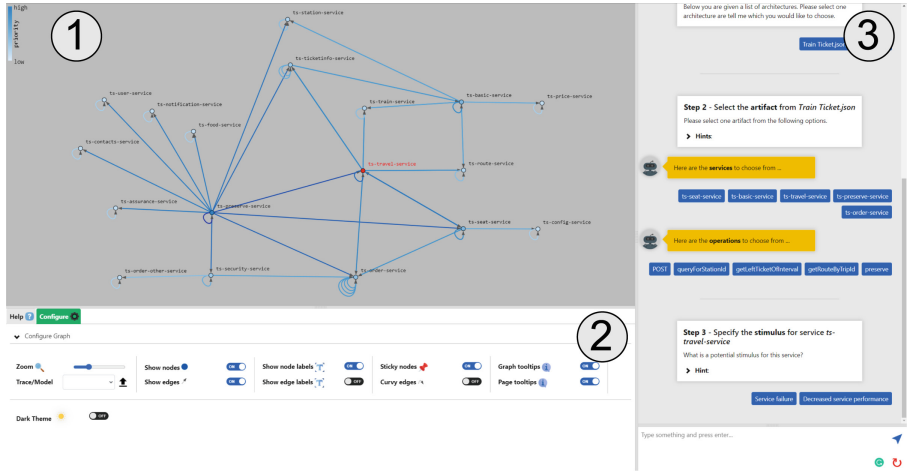 high
priority
low
1
ts-station-service
ts-ticketinfo-service
ts-basic-service
ts-price-service
ts-train-service
ts-user-service
ts-notification-service
ts-food-service
ts-contacts-service
ts-travel-service
ts-route-service
ts-assurance-service
ts-preserve-service
ts-seat-service
ts-config-service
ts-order-other-service
ts-security-service
ts-order-service
Help ?
Configure
2
Configure Graph
Zoom
Show nodes ON
Show node labels T ON
Sticky nodes ON
Graph tooltips i ON
Trace/Model
Show edges ON
Show edge labels T OFF
Curvy edges OFF
Page tooltips i ON
Dark Theme OFF
3
Below you are given a list of architectures. Please select one
architecture are tell me which you would like to choose.
Train Ticket.json
Step 2 - Select the artifact from Train Ticket.json
Please select one artifact from the following options.
Hints:
Here are the services to choose from ...
ts-seat-service ts-basic-service ts-travel-service ts-preserve-service
ts-order-service
Here are the operations to choose from ...
POST queryForStationId getLeftTicketOfInterval getRouteByTripId preserve
Step 3 - Specify the stimulus for service ts-
travel-service
What is a potential stimulus for this service?
Hint:
Service failure Decreased service performance
Type something and press enter...